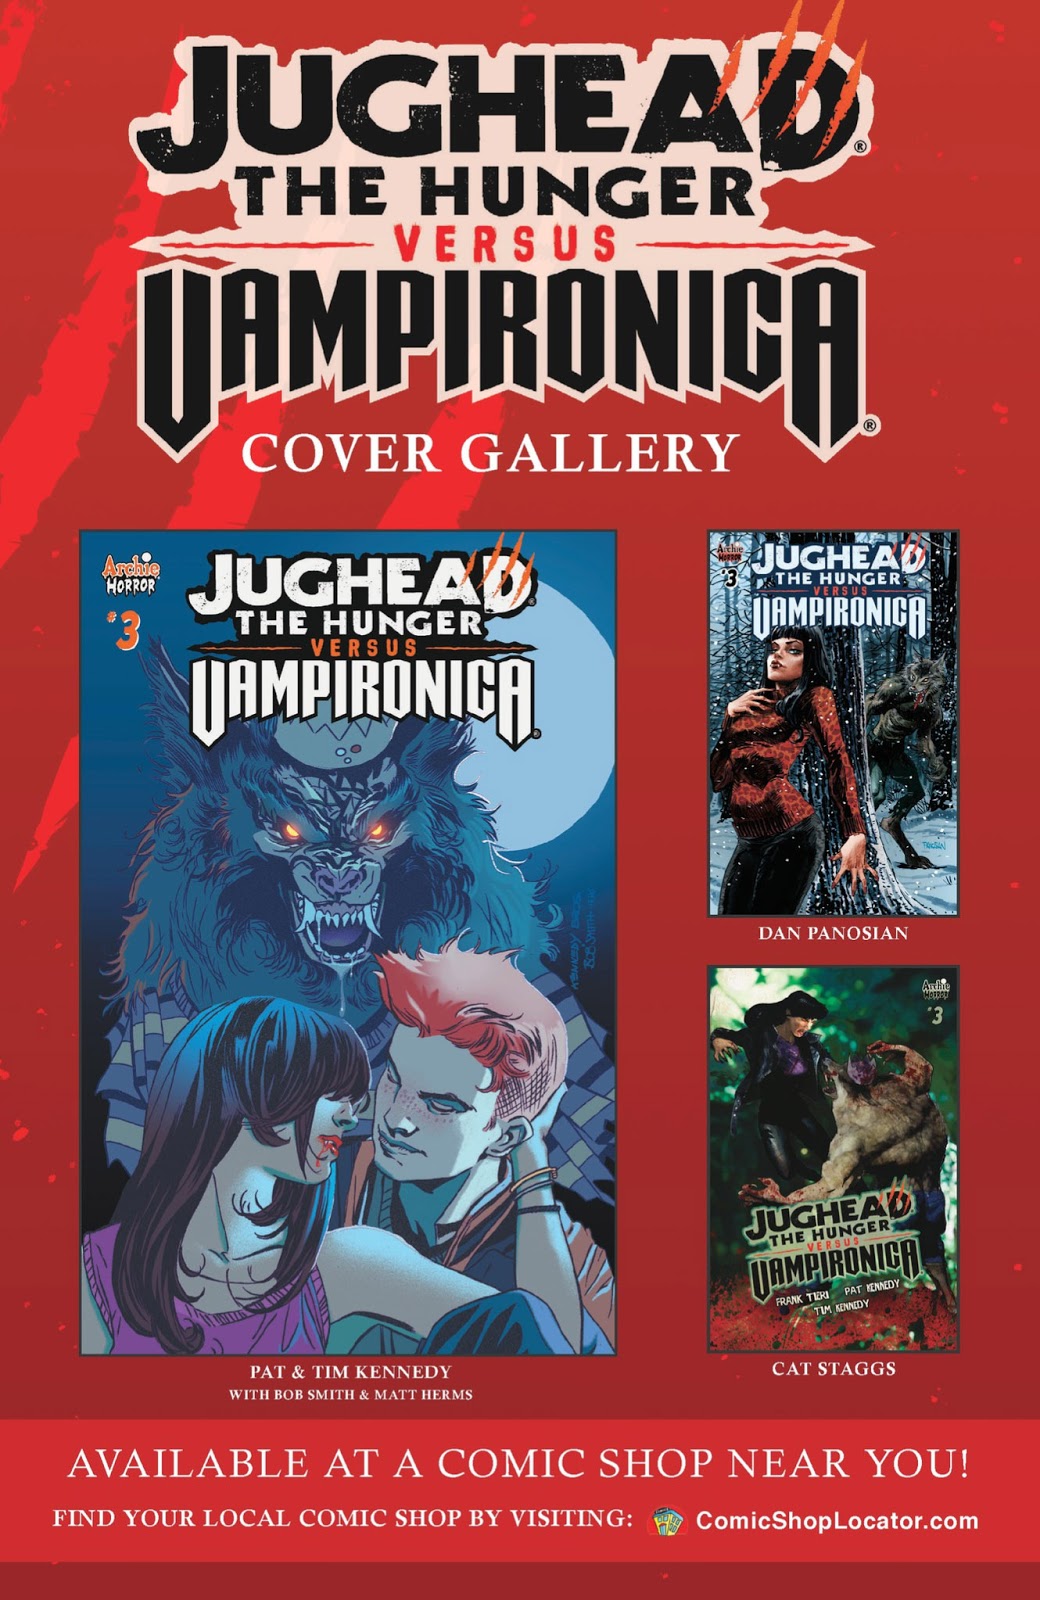 JUGHEAD®
THE HUNGER
VERSUS
VAMPIRONICA®
COVER GALLERY
Archie
HORROR
#3
JUGHEAD
THE HUNGER
VERSUS
VAMPIRONICA
PAT & TIM KENNEDY
WITH BOB SMITH & MATT HERMS
Archie
HORROR
#3
JUGHEAD
THE HUNGER
VERSUS
VAMPIRONICA
DAN PANOSIAN
Archie
HORROR
#3
JUGHEAD
THE HUNGER
VERSUS
VAMPIRONICA
FRANK TIERI PAT KENNEDY
TIM KENNEDY
CAT STAGGS
AVAILABLE AT A COMIC SHOP NEAR YOU!
FIND YOUR LOCAL COMIC SHOP BY VISITING: ComicShopLocator.com